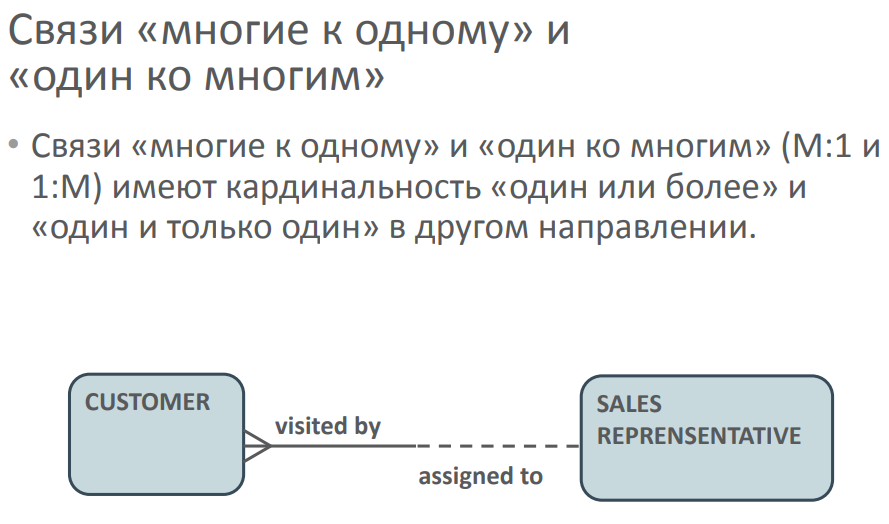 Связи «многие к одному» и
«один ко многим»
• Связи «многие к одному» и «один ко многим» (М:1 и
1:М) имеют кардинальность «один или более» и
«один и только один» в другом направлении.
CUSTOMER
visited by
assigned to
SALES
REPRENSENTATIVE